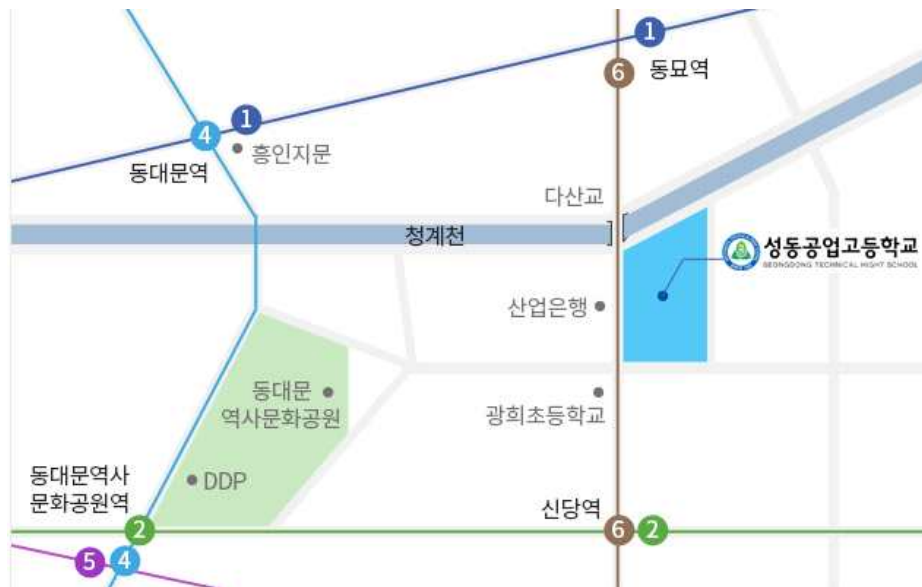 1
6
동묘역
4
1
흥인지문
동대문역
다산교
청계천
성동공업고등학교
SEONGDONG TECHNICAL HIGHT SCHOOL
산업은행
동대문
역사문화공원
광희초등학교
동대문역사
문화공원역
DDP
신당역
2
6
2
5
4